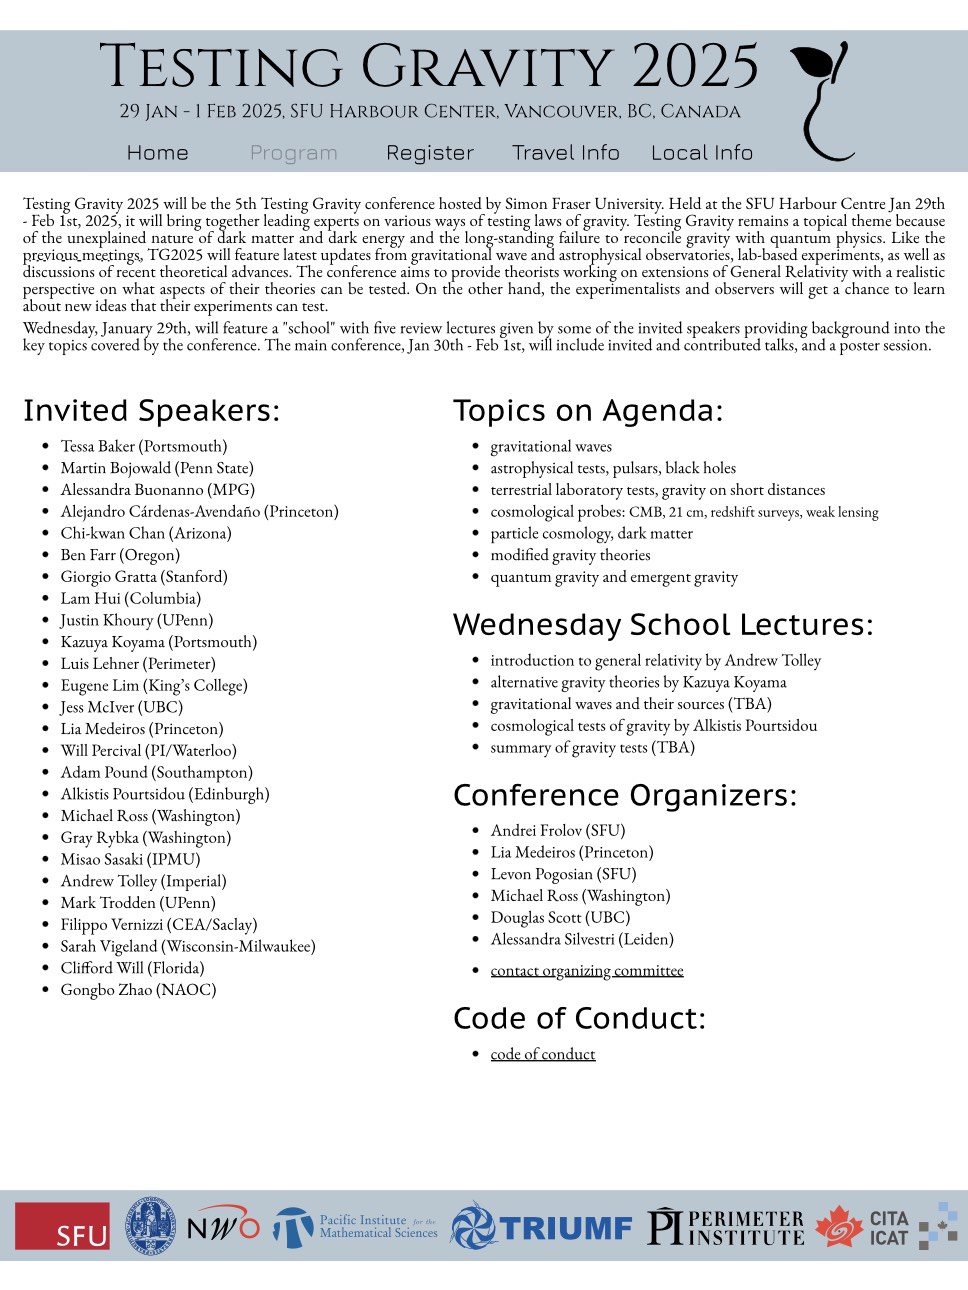 Testing Gravity 2025
29 Jan - 1 Feb 2025, SFU Harbour Center, Vancouver, BC, Canada
Home Program Register Travel Info Local Info
Testing Gravity 2025 will be the 5th Testing Gravity conference hosted by Simon Fraser University. Held at the SFU Harbour Centre Jan 29th
- Feb 1st, 2025, it will bring together leading experts on various ways of testing laws of gravity. Testing Gravity remains a topical theme because
of the unexplained nature of dark matter and dark energy and the long-standing failure to reconcile gravity with quantum physics. Like the
previous meetings, TG2025 will feature latest updates from gravitational wave and astrophysical observatories, lab-based experiments, as well as
discussions of recent theoretical advances. The conference aims to provide theorists working on extensions of General Relativity with a realistic
perspective on what aspects of their theories can be tested. On the other hand, the experimentalists and observers will get a chance to learn
about new ideas that their experiments can test.
Wednesday, January 29th, will feature a "school" with five review lectures given by some of the invited speakers providing background into the
key topics covered by the conference. The main conference, Jan 30th - Feb 1st, will include invited and contributed talks, and a poster session.
Invited Speakers:
• Tessa Baker (Portsmouth)
• Martin Bojowald (Penn State)
• Alessandra Buonanno (MPG)
• Alejandro Cárdenas-Avendaño (Princeton)
• Chi-kwan Chan (Arizona)
• Ben Farr (Oregon)
• Giorgio Gratta (Stanford)
• Lam Hui (Columbia)
• Justin Khoury (UPenn)
• Kazuya Koyama (Portsmouth)
• Luis Lehner (Perimeter)
• Eugene Lim (King’s College)
• Jess McIver (UBC)
• Lia Medeiros (Princeton)
• Will Percival (PI/Waterloo)
• Adam Pound (Southampton)
• Alkistis Pourtsidou (Edinburgh)
• Michael Ross (Washington)
• Gray Rybka (Washington)
• Misao Sasaki (IPMU)
• Andrew Tolley (Imperial)
• Mark Trodden (UPenn)
• Filippo Vernizzi (CEA/Saclay)
• Sarah Vigeland (Wisconsin-Milwaukee)
• Clifford Will (Florida)
• Gongbo Zhao (NAOC)
Topics on Agenda:
• gravitational waves
• astrophysical tests, pulsars, black holes
• terrestrial laboratory tests, gravity on short distances
• cosmological probes: CMB, 21 cm, redshift surveys, weak lensing
• particle cosmology, dark matter
• modified gravity theories
• quantum gravity and emergent gravity
Wednesday School Lectures:
• introduction to general relativity by Andrew Tolley
• alternative gravity theories by Kazuya Koyama
• gravitational waves and their sources (TBA)
• cosmological tests of gravity by Alkistis Pourtsidou
• summary of gravity tests (TBA)
Conference Organizers:
• Andrei Frolov (SFU)
• Lia Medeiros (Princeton)
• Levon Pogosian (SFU)
• Michael Ross (Washington)
• Douglas Scott (UBC)
• Alessandra Silvestri (Leiden)
• contact organizing committee
Code of Conduct:
• code of conduct
SFU
NWO
Pacific Institute for the
Mathematical Sciences
TRIUMF
PI PERIMETER
INSTITUTE
CITA
ICAT